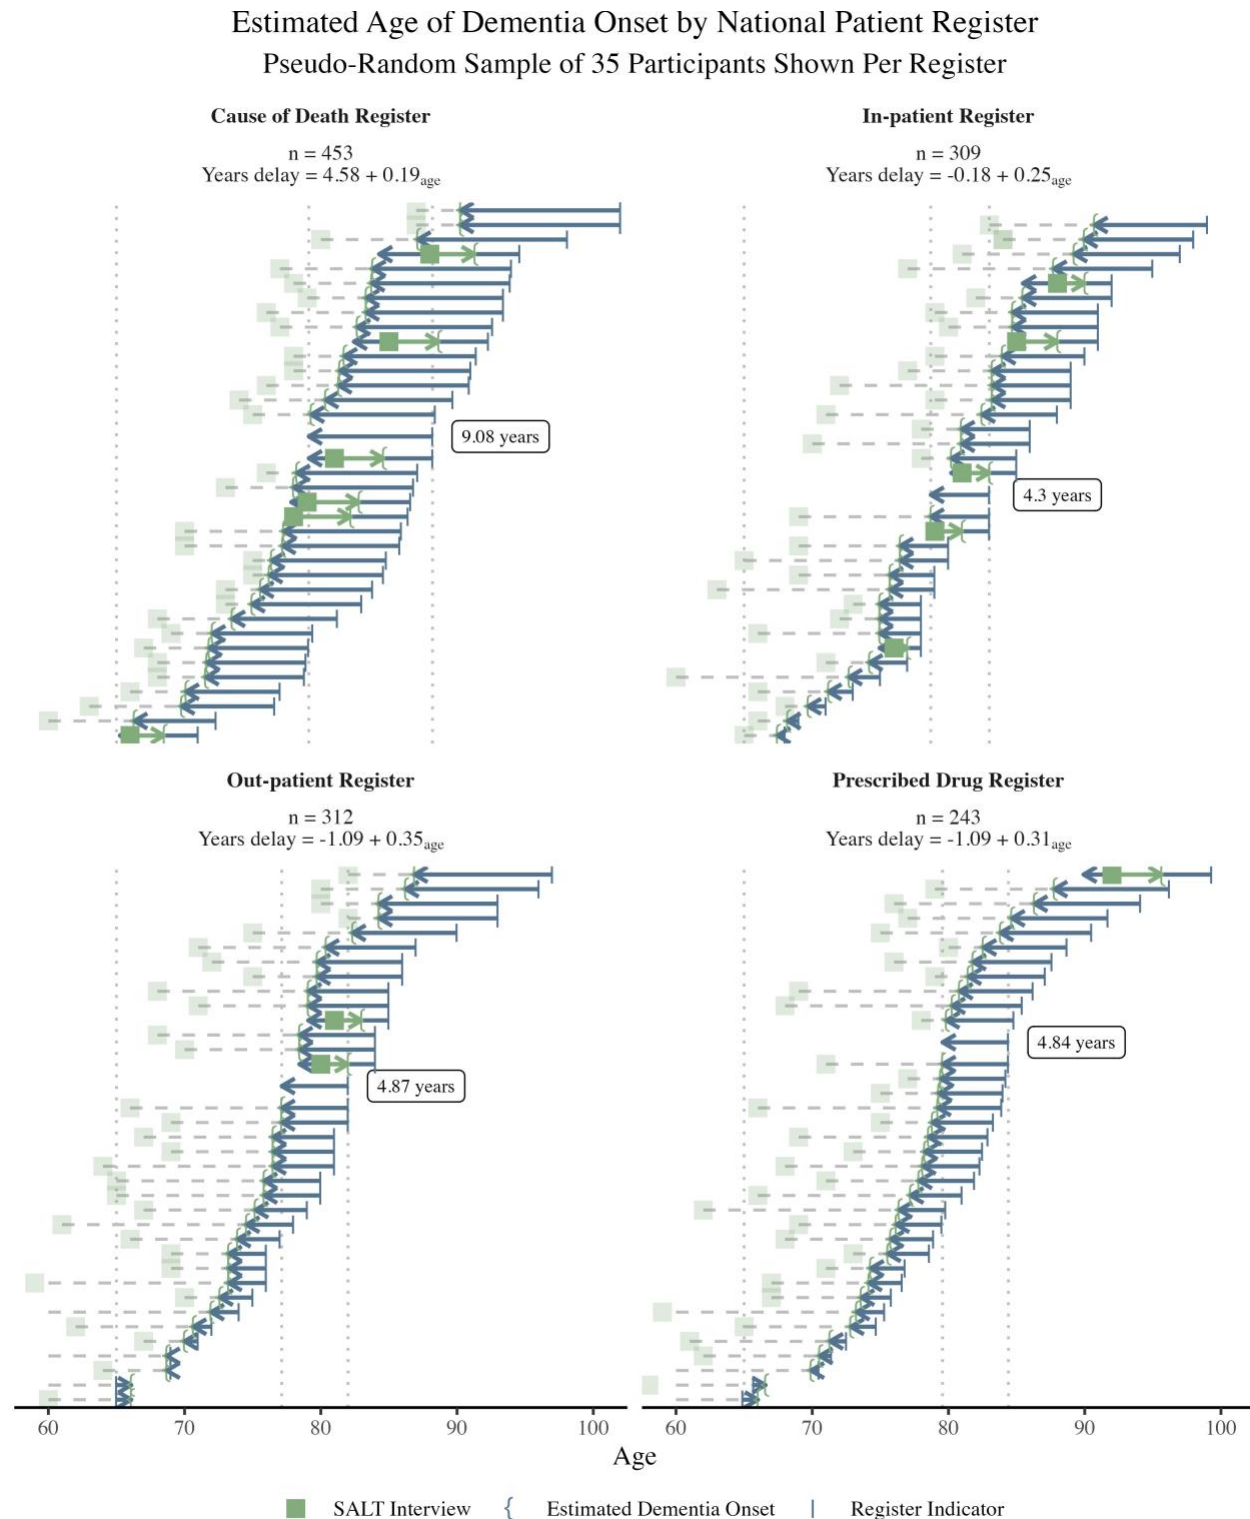 Estimated Age of Dementia Onset by National Patient Register
Pseudo-Random Sample of 35 Participants Shown Per Register
Cause of Death Register
n = 453
Years delay = 4.58 + 0.19age
9.08 years
In-patient Register
n = 309
Years delay = -0.18 + 0.25age
4.3 years
Out-patient Register
n = 312
Years delay = -1.09 + 0.35age
4.87 years
Prescribed Drug Register
n = 243
Years delay = -1.09 + 0.31age
4.84 years
60 70 80 90 100
60 70 80 90 100
Age
SALT Interview { Estimated Dementia Onset | Register Indicator